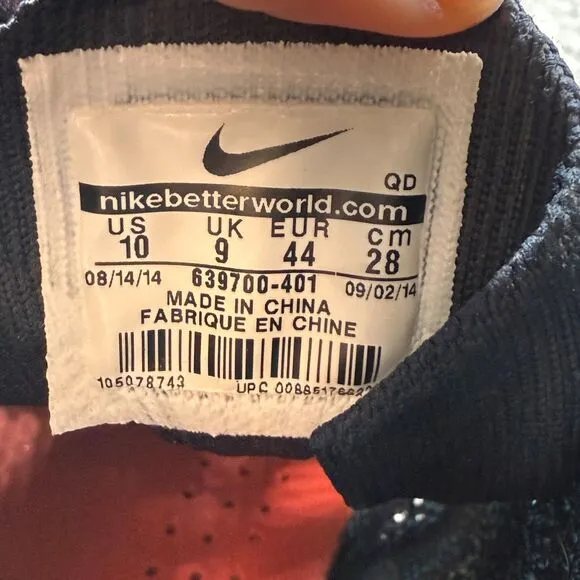 QD
nikebetterworld.com
US UK EUR cm
10 9 44 28
08/14/14 639700-401 09/02/14
MADE IN CHINA
FABRIQUE EN CHINE
105078743 UPC